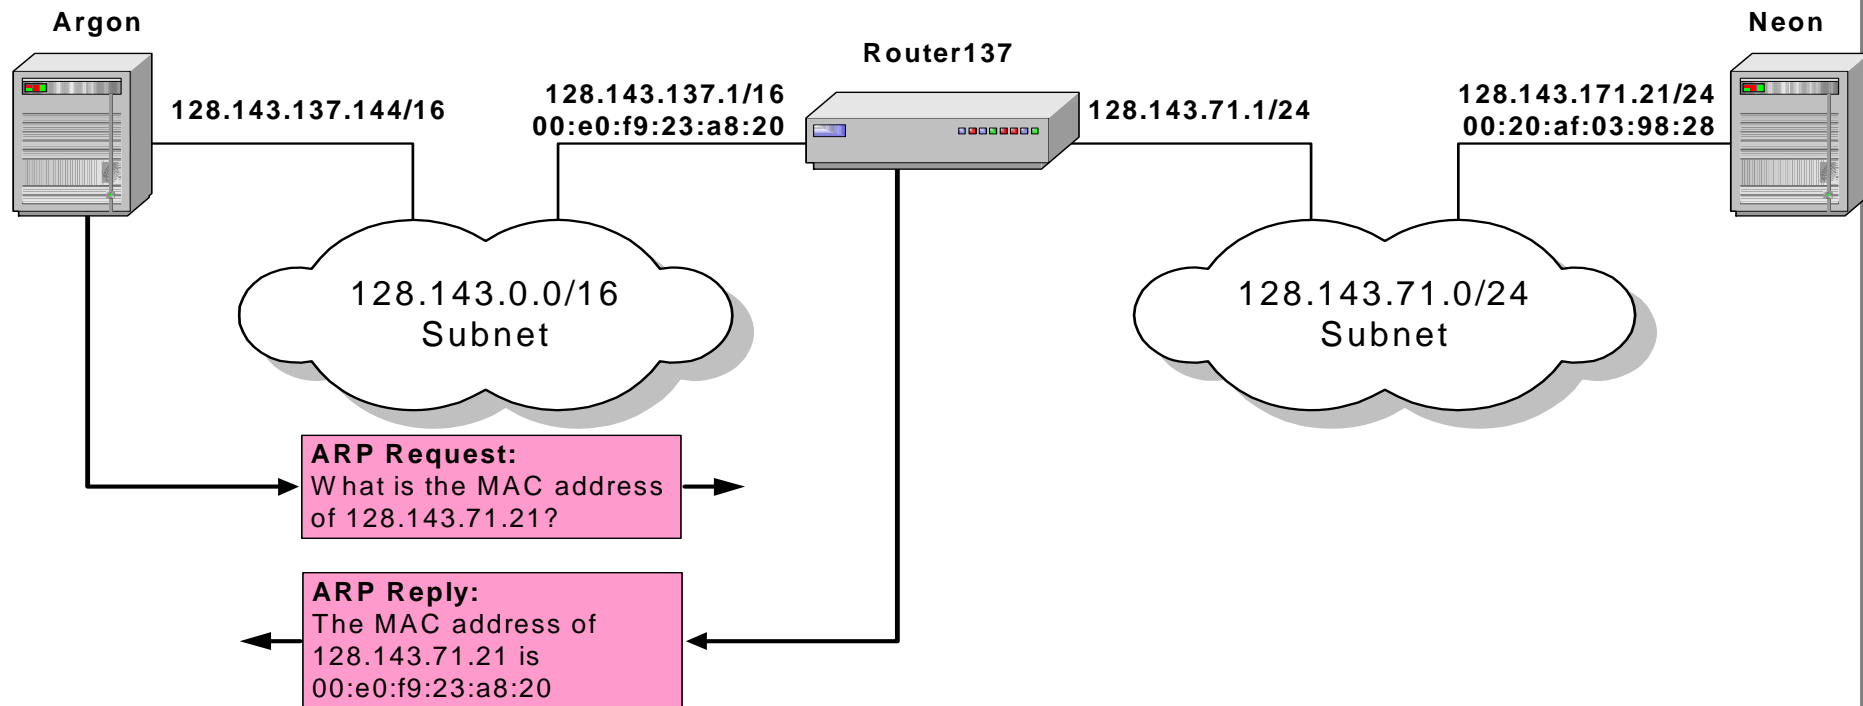 Argon
Neon
Router137
128.143.137.144/16
128.143.137.1/16
00:e0:f9:23:a8:20
128.143.71.1/24
128.143.171.21/24
00:20:af:03:98:28
128.143.0.0/16
Subnet
128.143.71.0/24
Subnet
ARP Request:
What is the MAC address
of 128.143.71.21?
ARP Reply:
The MAC address of
128.143.71.21 is
00:e0:f9:23:a8:20